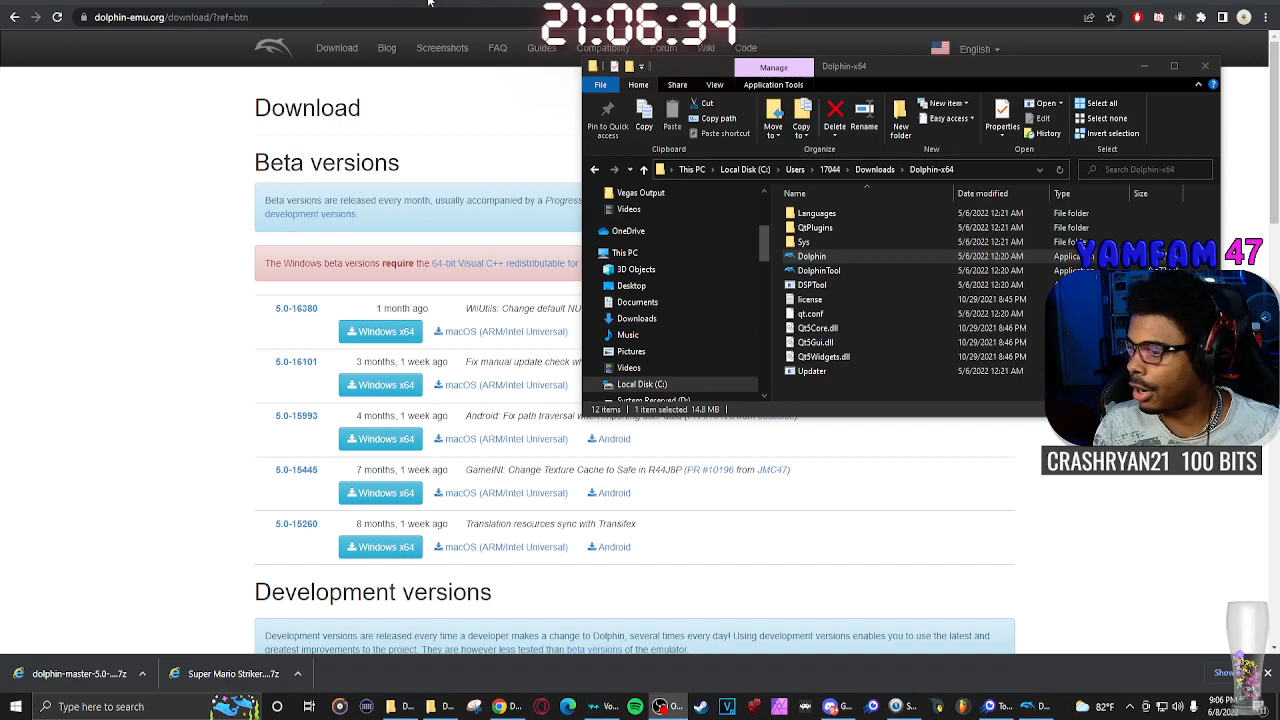 21:06:34
dolphin-emu.org/download/?ref=btn
Download Blog Screenshots FAQ Guides Compatibility Forum Wiki Code English
Download
Beta versions
Beta versions are released every month, usually accompanied by a Progress
development versions.
The Windows beta versions require the 64-bit Visual C++ redistributable for
5.0-16380 1 month ago WiiUtils: Change default NU
Windows x64 macOS (ARM/Intel Universal)
5.0-16101 3 months, 1 week ago Fix manual update check wh
Windows x64 macOS (ARM/Intel Universal)
5.0-15993 4 months, 1 week ago Android: Fix path traversal when
Windows x64 macOS (ARM/Intel Universal) Android
5.0-15445 7 months, 1 week ago GameINI: Change Texture Cache to Safe in R44J8P (PR #10196 from JMC47)
Windows x64 macOS (ARM/Intel Universal) Android
5.0-15260 8 months, 1 week ago Translation resources sync with Transifex
Windows x64 macOS (ARM/Intel Universal) Android
Development versions
Development versions are released every time a developer makes a change to Dolphin, several times every day! Using development versions enables you to use the latest and
greatest improvements to the project. They are however less tested than beta versions of the emulator.
Manage Dolphin-x64
File Home Share View Application Tools
Pin to Quick access
Copy
Paste
Cut
Copy path
Paste shortcut
Move to
Copy to
Delete
Rename
New folder
New item
Easy access
Properties
Open
Edit
History
Select all
Select none
Invert selection
Clipboard Organize New Open Select
This PC Local Disk (C:) Users 17044 Downloads Dolphin-x64
Search Dolphin-x64
Vegas Output
Videos
OneDrive
This PC
3D Objects
Desktop
Documents
Downloads
Music
Pictures
Videos
Local Disk (C:)
System Reserved (D:)
Name Date modified Type Size
Languages 5/6/2022 12:21 AM File folder
QtPlugins 5/6/2022 12:21 AM File folder
Sys 5/6/2022 12:21 AM File fo
Dolphin 5/6/2022 12:21 AM Applic
DolphinTool 5/6/2022 12:20 AM
DSPTool 5/6/2022 12:21 AM
license 10/29/2021 8:45 PM
qt.conf 5/6/2022 12:20 AM
Qt5Core.dll 10/29/2021 8:46 PM
Qt5Gui.dll 10/29/2021 8:46 PM
Qt5Widgets.dll 10/29/2021 8:46 PM
Updater 5/6/2022 12:21 AM
12 items 1 item selected 14.8 MB
YAMFAM 47
CRASHRYAN21 100 BITS
dolphin-master-5.0-....7z Super Mario Striker....7z Show
Type here to search
9:06 PM
6/8/2022